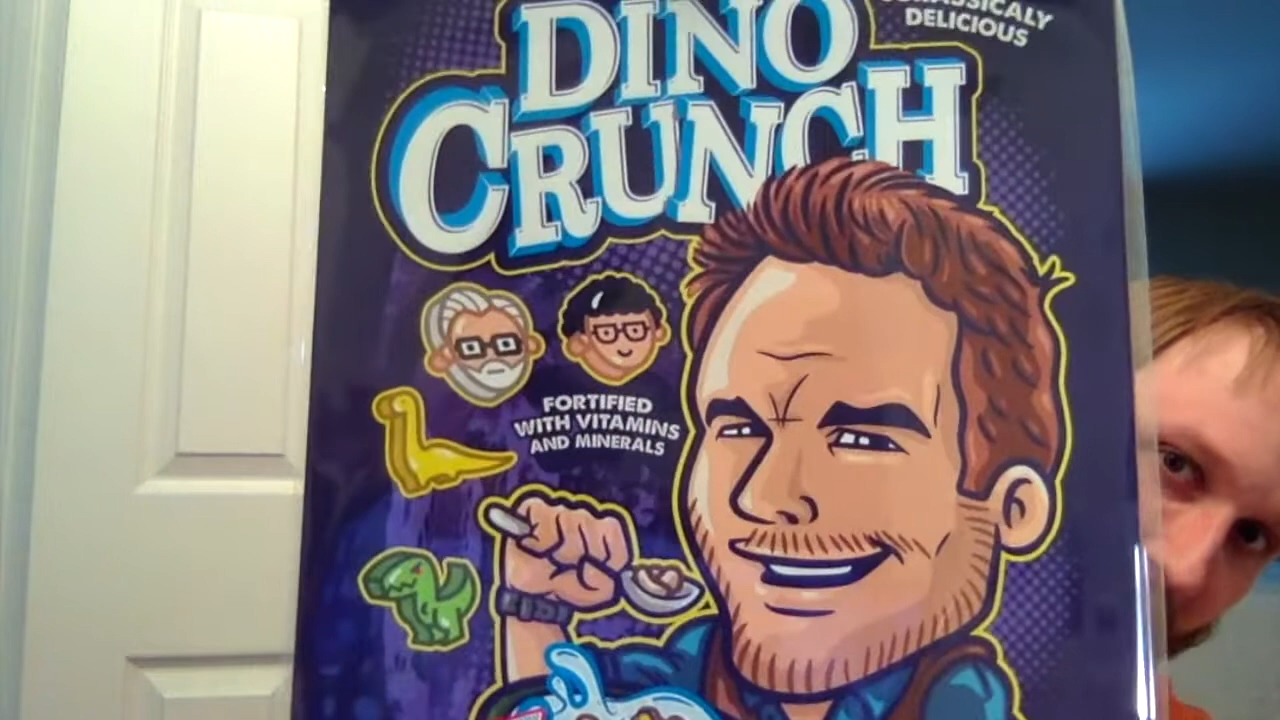 DINO
CRUNCH
DELICIOUS
FORTIFIED
WITH VITAMINS
AND MINERALS